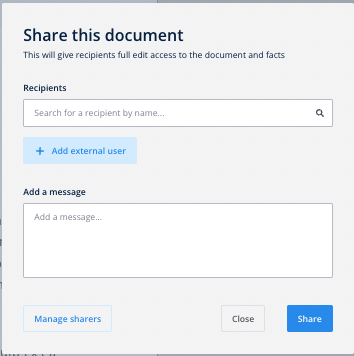 Share this document
This will give recipients full edit access to the document and facts
Recipients
Search for a recipient by name...
+ Add external user
Add a message
Add a message...
Manage sharers
Close
Share